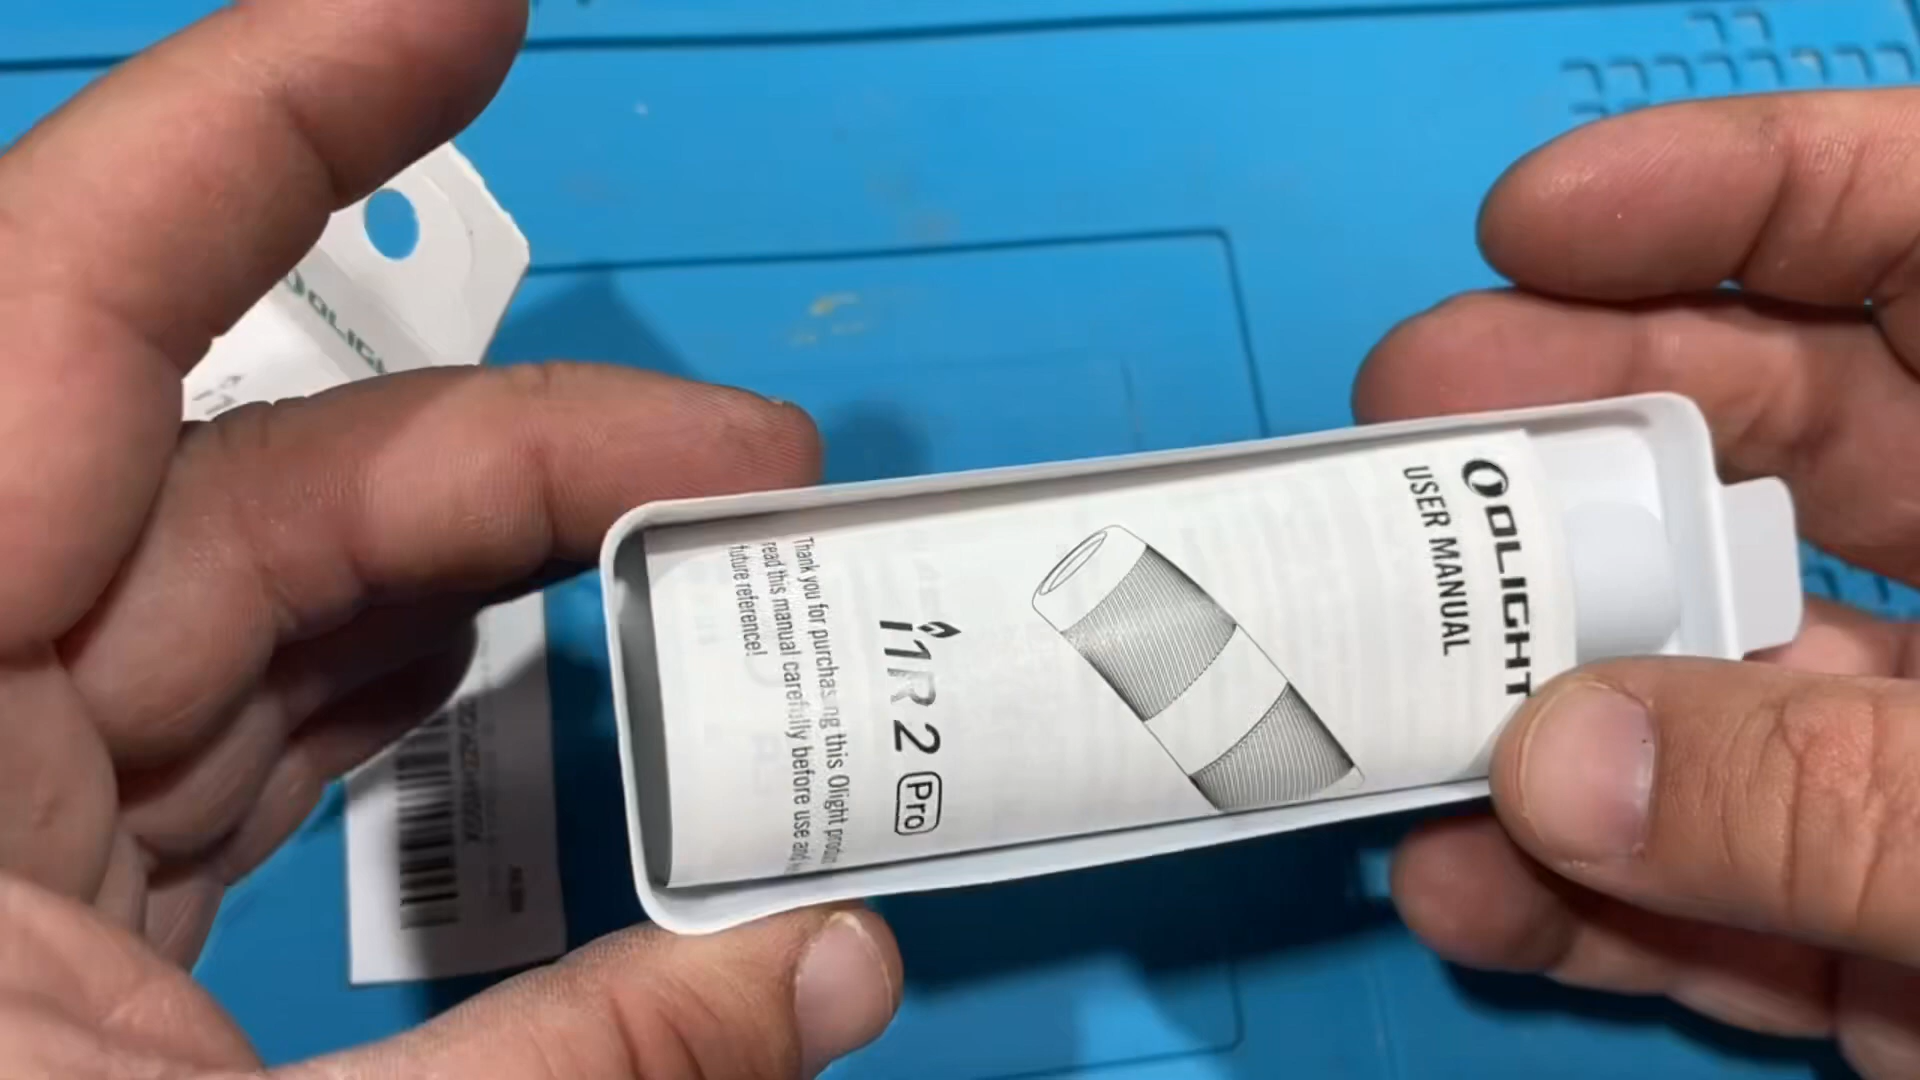 OLIGHT
USER MANUAL
i1R 2 Pro
Thank you for purchasing this Olight
read this manual carefully before use and
future reference!